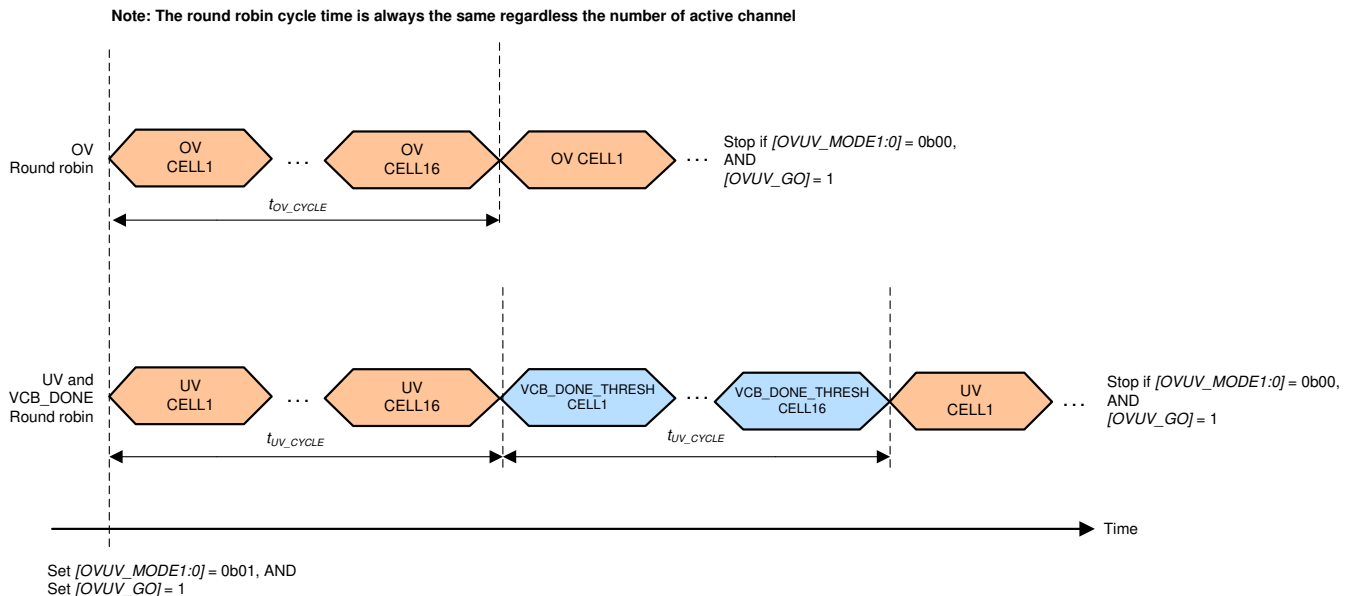 Note: The round robin cycle time is always the same regardless the number of active channel
OV
Round robin
OV
CELL1
...
OV
CELL16
OV CELL1
...
Stop if [OVUV_MODE1:0] = 0b00,
AND
[OVUV_GO] = 1
tOV_CYCLE
UV and
VCB_DONE
Round robin
UV
CELL1
...
UV
CELL16
VCB_DONE_THRESH
CELL1
...
VCB_DONE_THRESH
CELL16
UV
CELL1
...
Stop if [OVUV_MODE1:0] = 0b00,
AND
[OVUV_GO] = 1
tUV_CYCLE
tUV_CYCLE
Time
Set [OVUV_MODE1:0] = 0b01, AND
Set [OVUV_GO] = 1